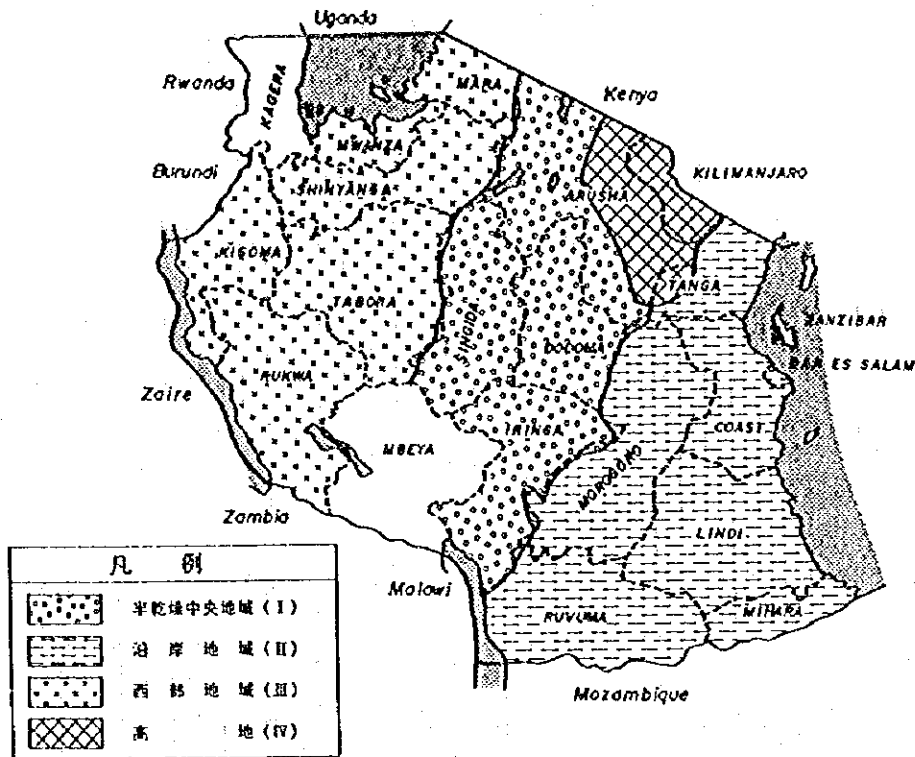 Uganda
Rwanda
KAGERA
MARA
Kenya
MWANZA
Burundi
SHINYANGA
KILIMANJARO
ARUSHA
KIGOMA
TABORA
TANGA
SINGIDA
DODOMA
ZANZIBAR
DAR ES SALAM
RUKWA
Zaire
COAST
IRINGA
MBEYA
MOROGORO
Zambia
LINDI
Malawi
RUVUMA
MTWARA
Mozambique
凡 例
半乾燥中央地域(I)
沿岸地域(II)
西部地域(III)
高地(IV)